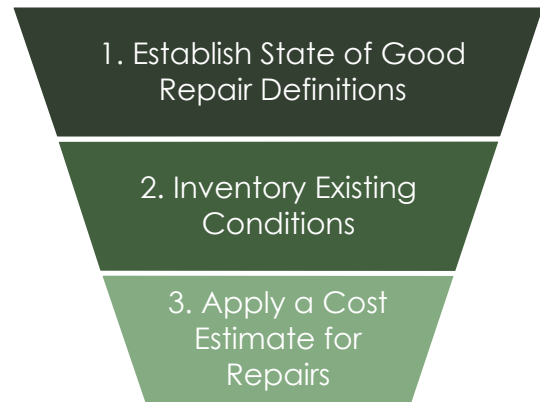 1. Establish State of Good
Repair Definitions
2. Inventory Existing
Conditions
3. Apply a Cost
Estimate for
Repairs